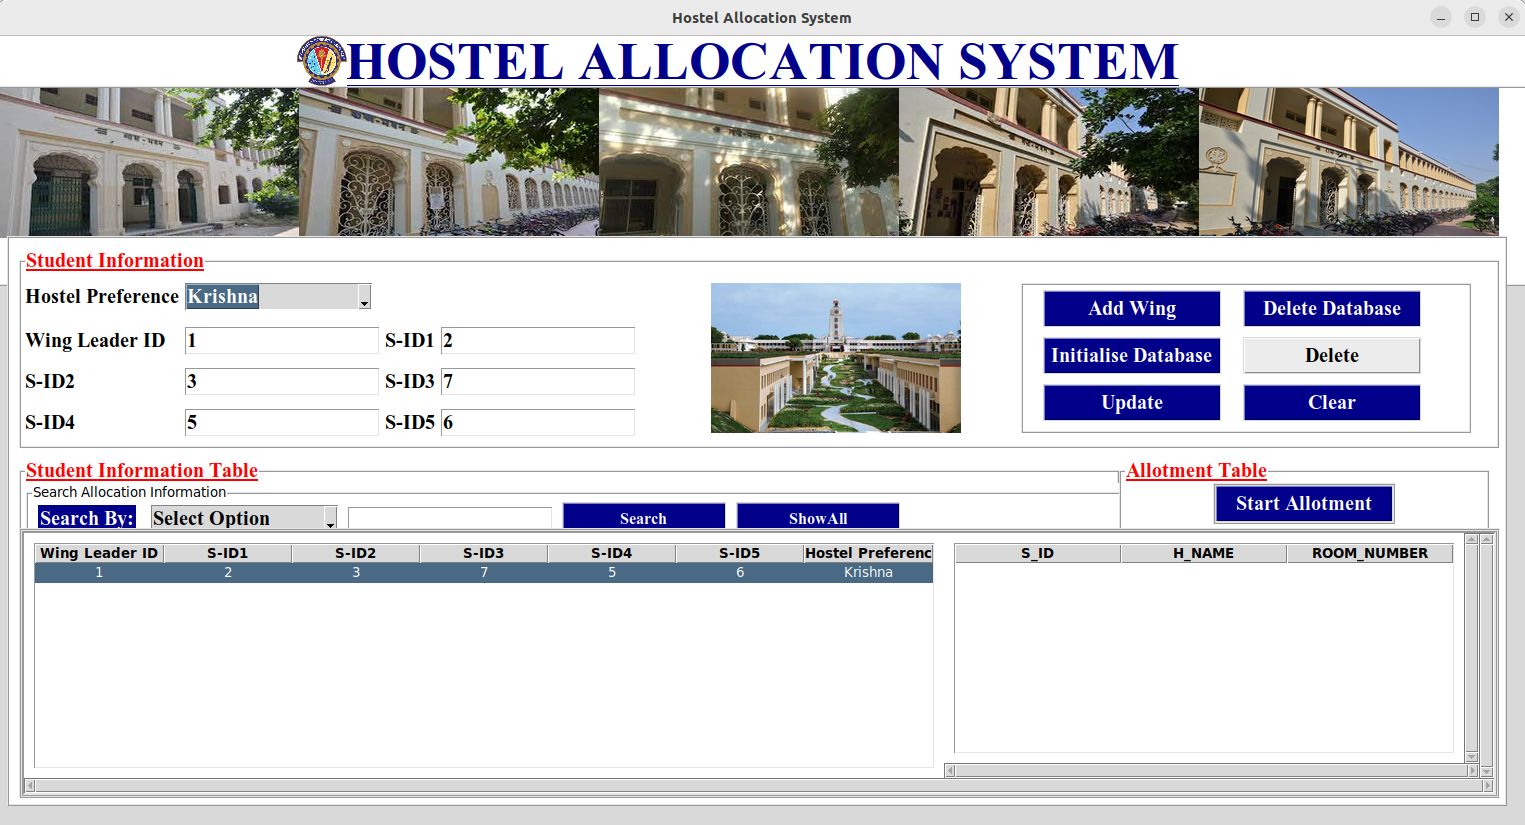 Hostel Allocation System
HOSTEL ALLOCATION SYSTEM
Student Information
Hostel Preference Krishna
Wing Leader ID 1 S-ID1 2
S-ID2 3 S-ID3 7
S-ID4 5 S-ID5 6
Add Wing Delete Database
Initialise Database Delete
Update Clear
Student Information Table
Allotment Table
Search Allocation Information
Search By: Select Option Search ShowAll
Start Allotment
Wing Leader ID S-ID1 S-ID2 S-ID3 S-ID4 S-ID5 Hostel Preferenc
1 2 3 7 5 6 Krishna
S_ID H_NAME ROOM_NUMBER